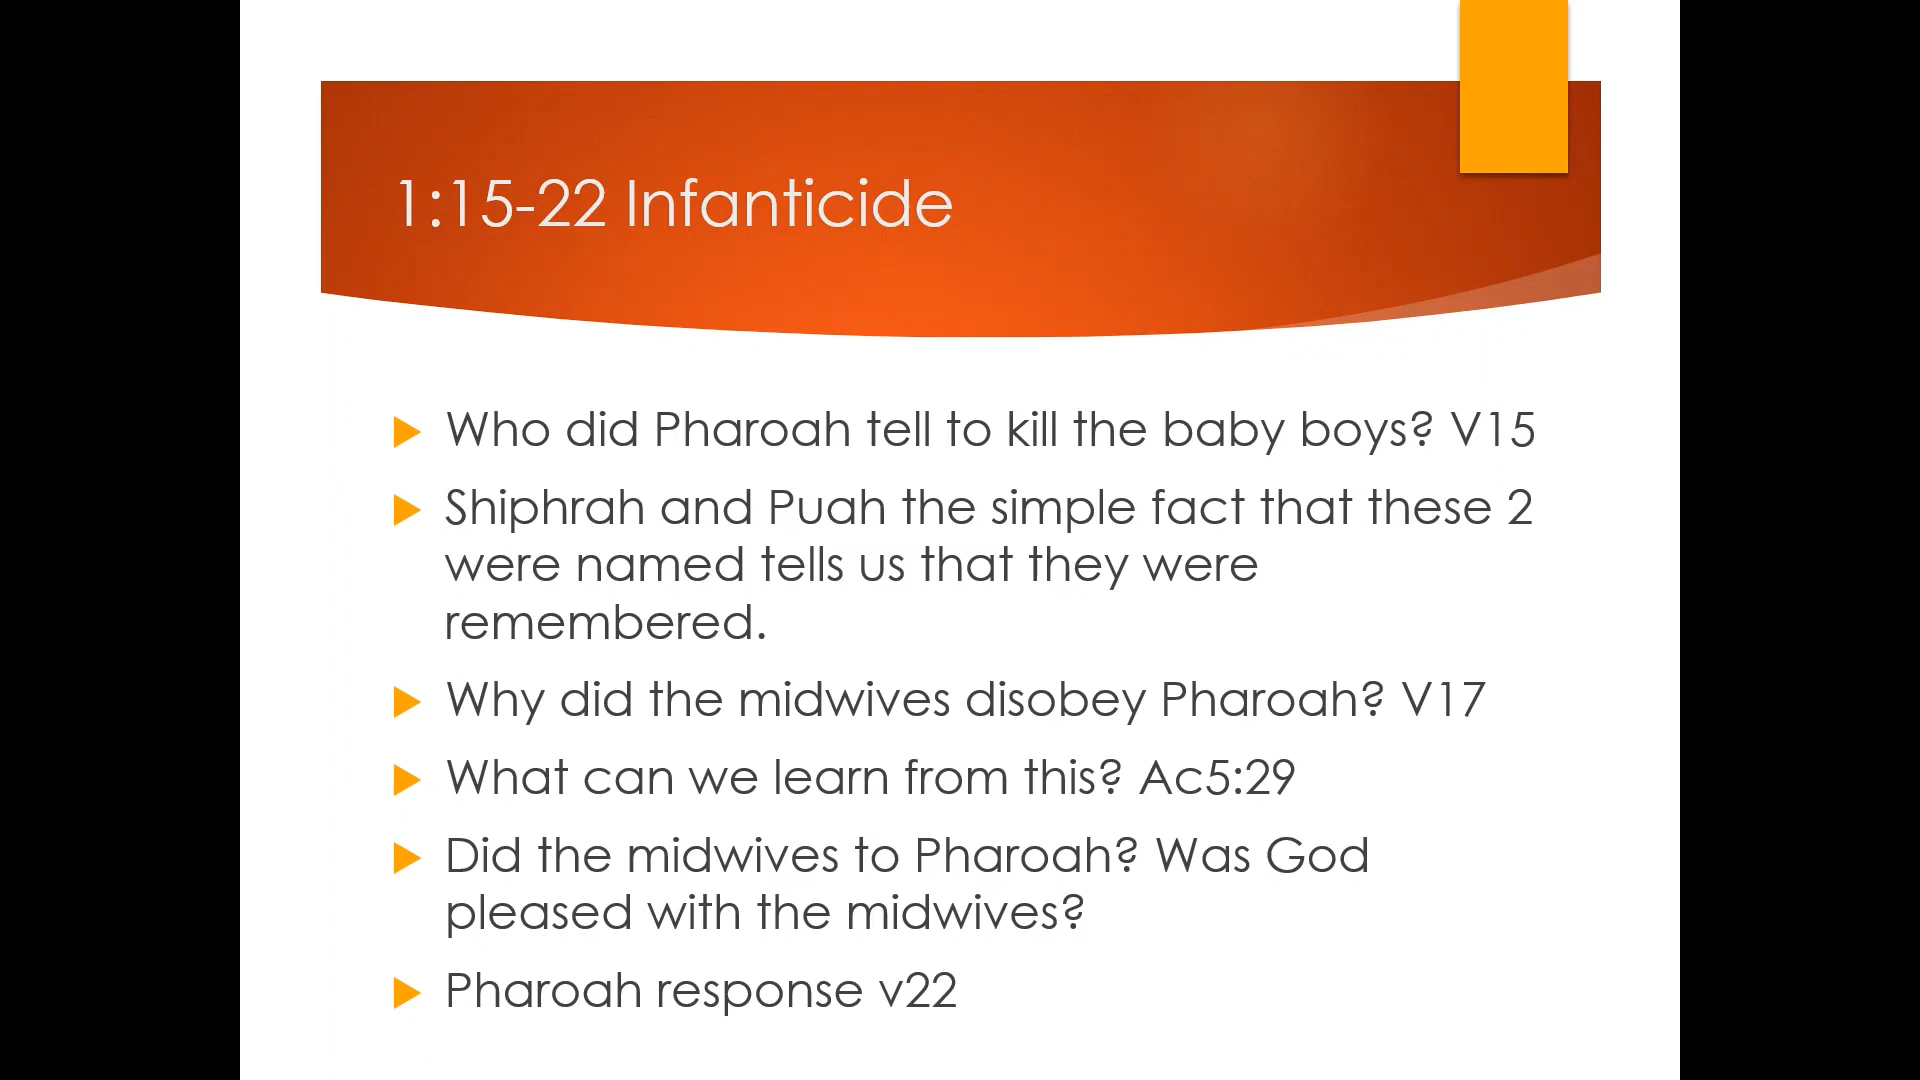 1:15-22 Infanticide
Who did Pharoah tell to kill the baby boys? V15
Shiphrah and Puah the simple fact that these 2
were named tells us that they were
remembered.
Why did the midwives disobey Pharoah? V17
What can we learn from this? Ac5:29
Did the midwives to Pharoah? Was God
pleased with the midwives?
Pharoah response v22